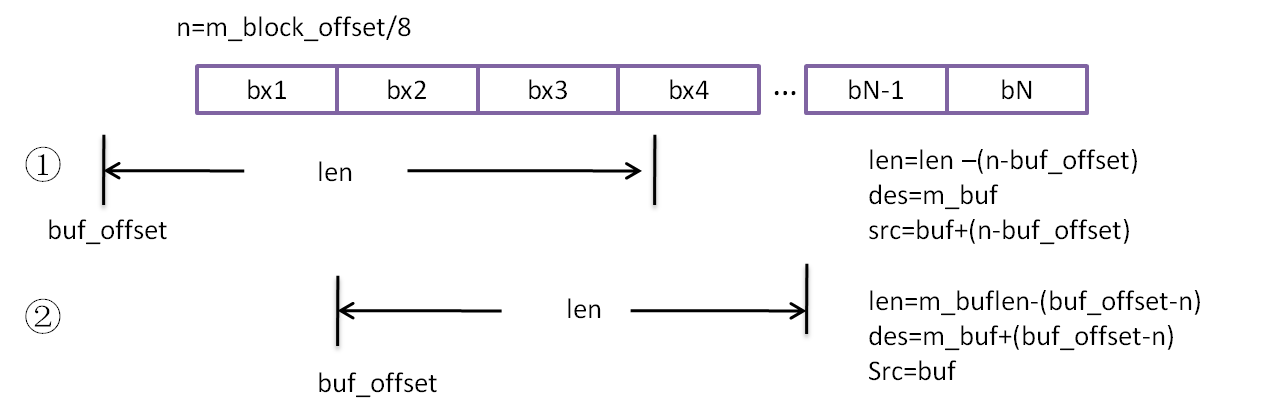 n=m_block_offset/8
bx1 bx2 bx3 bx4 ... bN-1 bN
① len
buf_offset
len=len –(n-buf_offset)
des=m_buf
src=buf+(n-buf_offset)
② len
buf_offset
len=m_buflen-(buf_offset-n)
des=m_buf+(buf_offset-n)
Src=buf